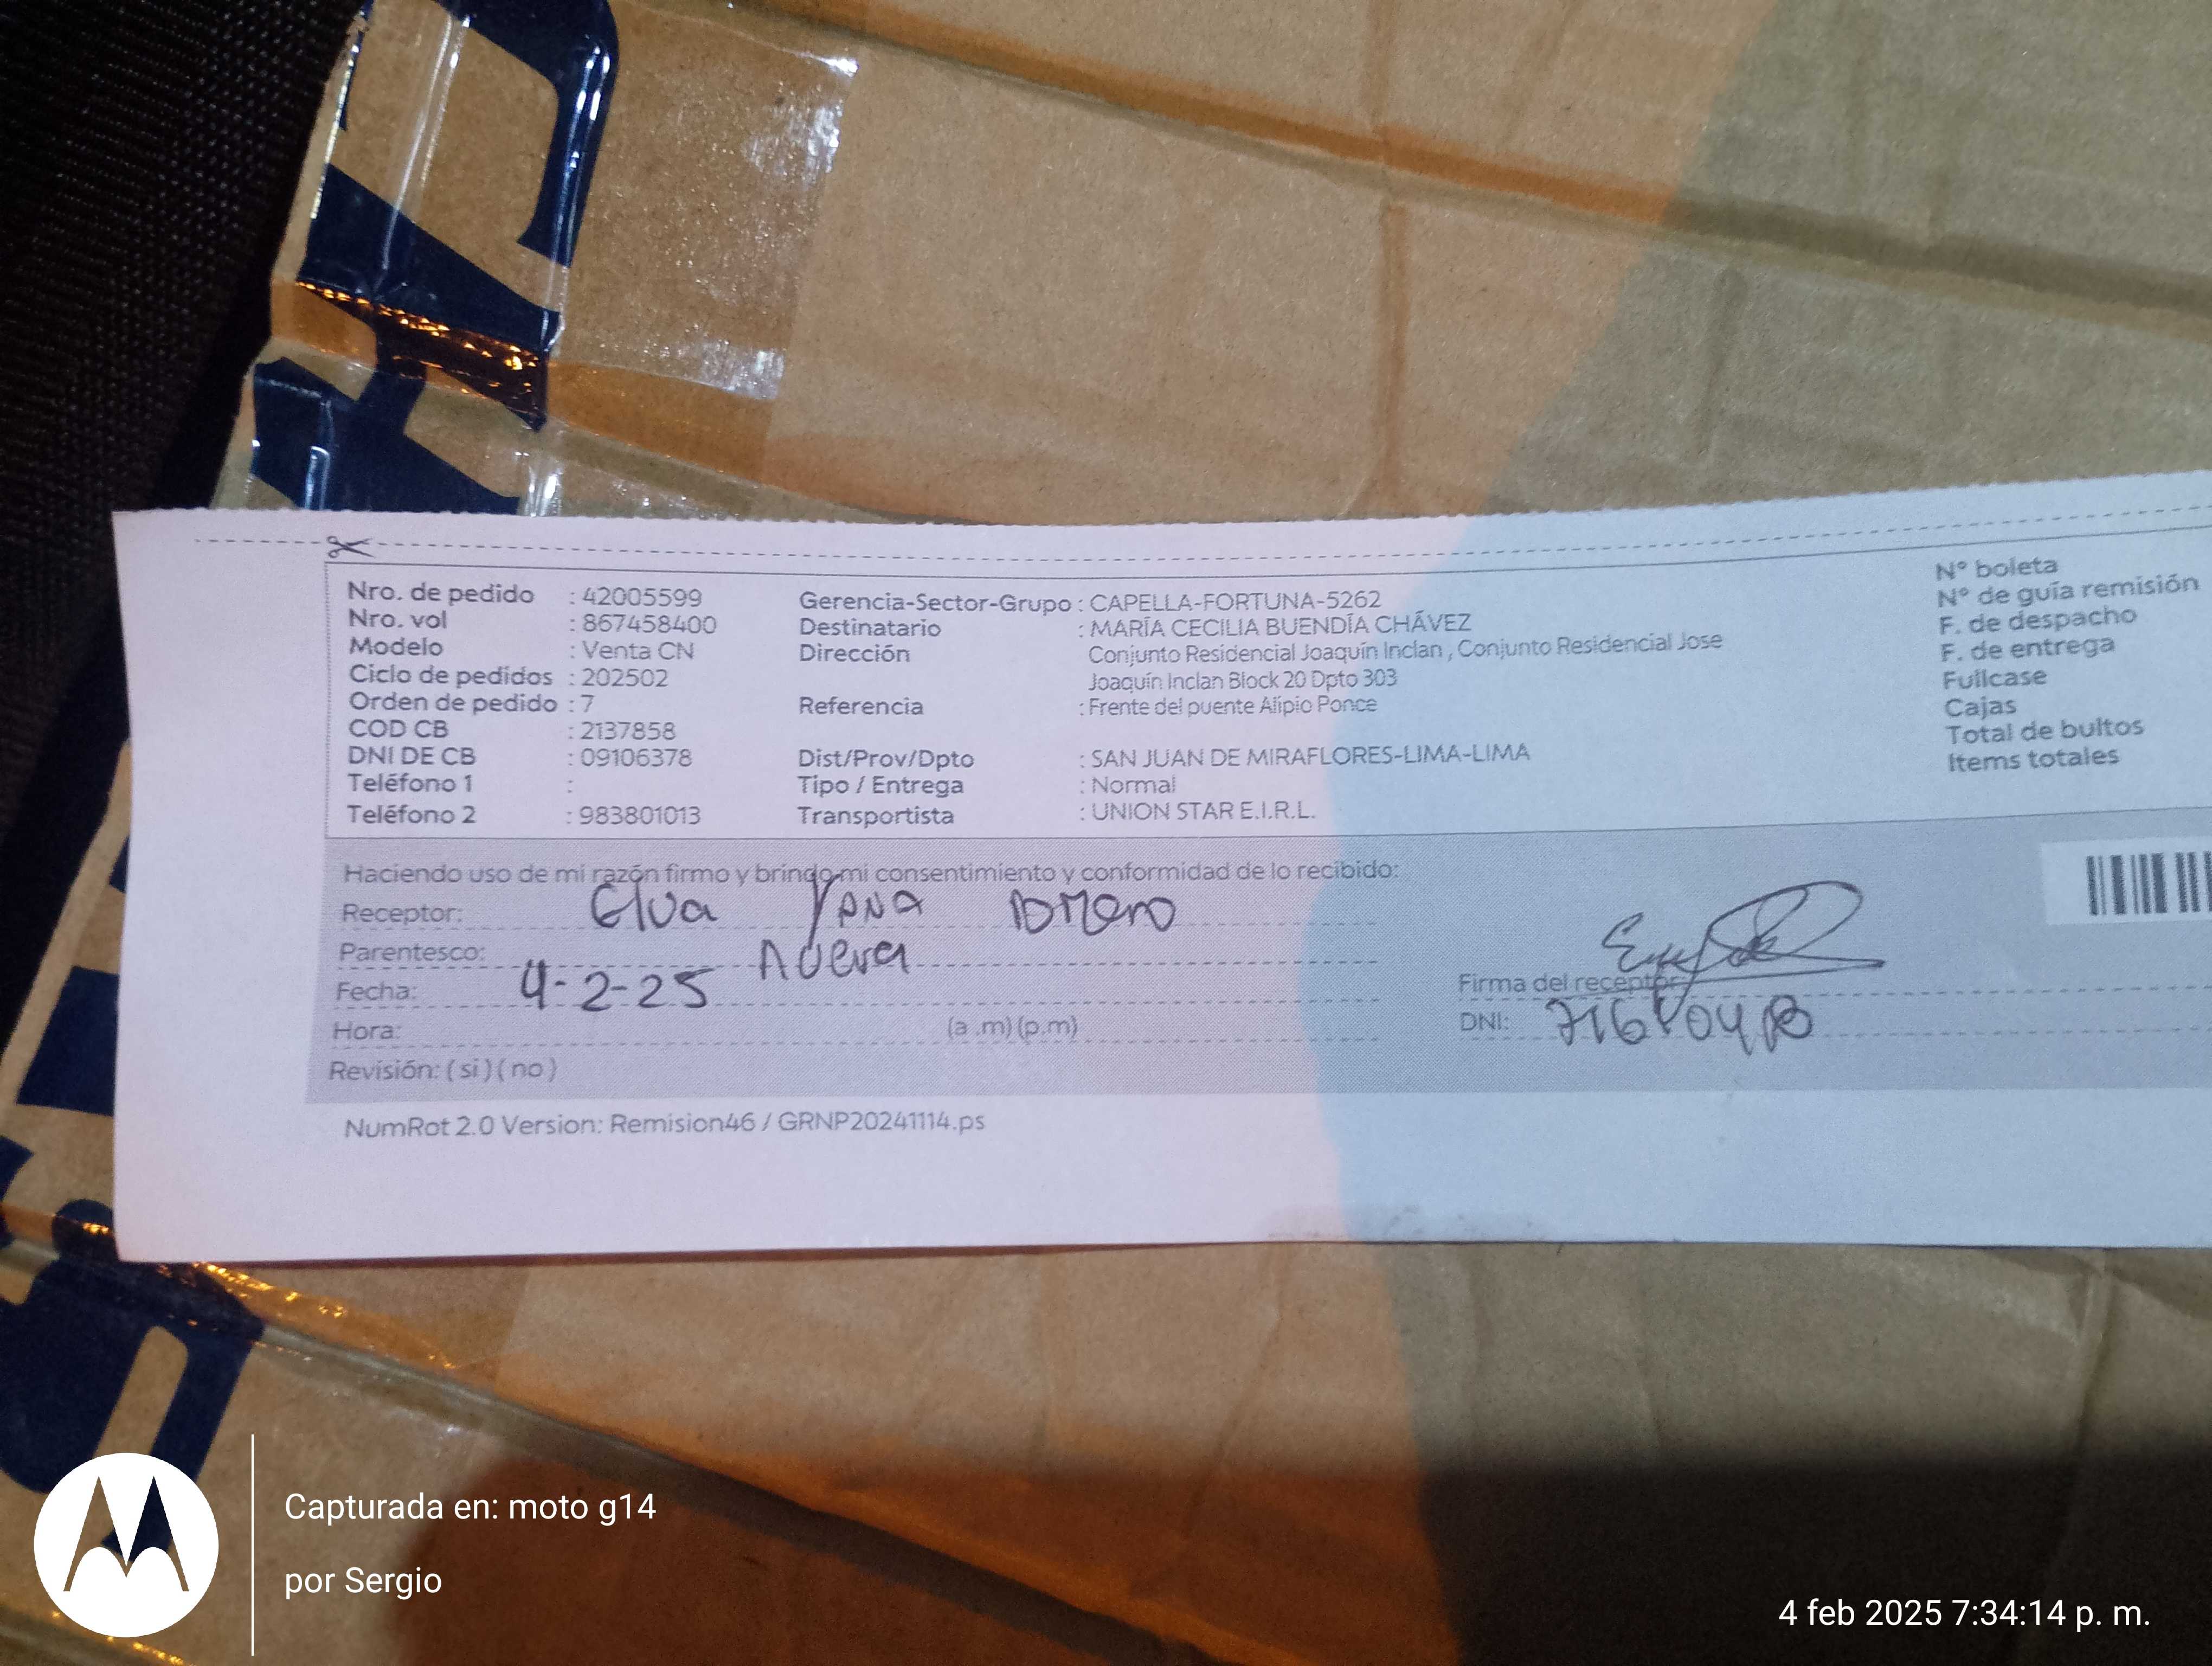 Nro. de pedido : 42005599
Nro. vol : 867458400
Modelo : Venta CN
Ciclo de pedidos : 202502
Orden de pedido : 7
COD CB : 2137858
DNI DE CB : 09106378
Teléfono 1 :
Teléfono 2 : 983801013
Gerencia-Sector-Grupo : CAPELLA-FORTUNA-5262
Destinatario : MARÍA CECILIA BUENDÍA CHÁVEZ
Dirección Conjunto Residencial Joaquín Inclan , Conjunto Residencial Jose
Joaquín Inclan Block 20 Dpto 303
Referencia : Frente del puente Alipio Ponce
Dist/Prov/Dpto : SAN JUAN DE MIRAFLORES-LIMA-LIMA
Tipo / Entrega : Normal
Transportista : UNION STAR E.I.R.L.
N° boleta
N° de guía remisión
F. de despacho
F. de entrega
Fullcase
Cajas
Total de bultos
Items totales
Haciendo uso de mi razón firmo y brindo mi consentimiento y conformidad de lo recibido:
Receptor: Elva
Parentesco: nuera
Fecha: 4-2-25
Hora: (a .m) (p.m)
Revisión: ( si ) ( no )
Firma del receptor:
DNI:
NumRot 2.0 Version: Remision46 / GRNP20241114.ps
Capturada en: moto g14
por Sergio
4 feb 2025 7:34:14 p. m.